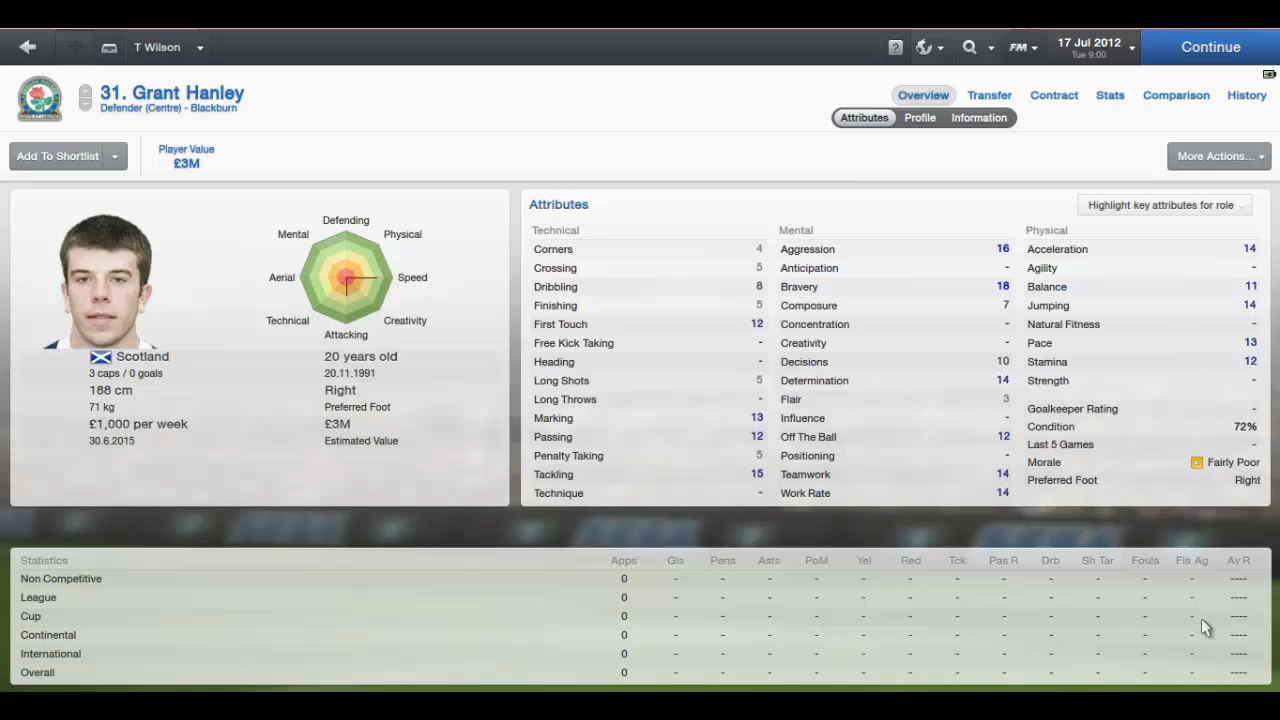 T Wilson
?
FM
17 Jul 2012
Tue 9:00
Continue
31. Grant Hanley
Defender (Centre) - Blackburn
Overview Transfer Contract Stats Comparison History
Attributes Profile Information
Add To Shortlist
Player Value
£3M
More Actions...
Defending
Mental Physical
Aerial Speed
Technical Creativity
Attacking
Scotland
3 caps / 0 goals
188 cm
71 kg
£1,000 per week
30.6.2015
20 years old
20.11.1991
Right
Preferred Foot
£3M
Estimated Value
Attributes
Highlight key attributes for role
Technical
Corners 4
Crossing 5
Dribbling 8
Finishing 5
First Touch 12
Free Kick Taking -
Heading -
Long Shots 5
Long Throws -
Marking 13
Passing 12
Penalty Taking 5
Tackling 15
Technique -
Mental
Aggression 16
Anticipation -
Bravery 18
Composure 7
Concentration -
Creativity -
Decisions 10
Determination 14
Flair 3
Influence -
Off The Ball 12
Positioning -
Teamwork 14
Work Rate 14
Physical
Acceleration 14
Agility -
Balance 11
Jumping 14
Natural Fitness -
Pace 13
Stamina 12
Strength -
Goalkeeper Rating -
Condition 72%
Last 5 Games -
Morale Fairly Poor
Preferred Foot Right
Statistics Apps Gls Pens Asts PoM Yel Red Tck Pas R Drb Sh Tar Fouls Fls Ag Av R
Non Competitive 0 - - - - - - - - - - - - ----
League 0 - - - - - - - - - - - - ----
Cup 0 - - - - - - - - - - - - ----
Continental 0 - - - - - - - - - - - - ----
International 0 - - - - - - - - - - - - ----
Overall 0 - - - - - - - - - - - - ----